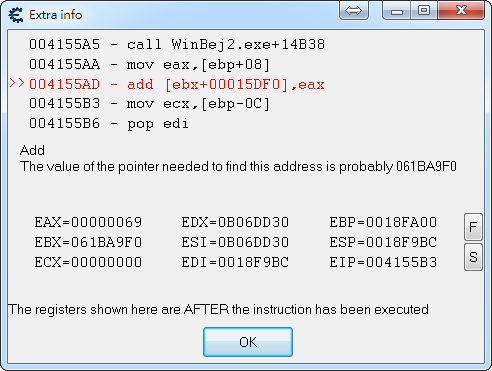 Extra info
004155A5 - call WinBej2.exe+14B38
004155AA - mov eax,[ebp+08]
>> 004155AD - add [ebx+00015DF0],eax
004155B3 - mov ecx,[ebp-0C]
004155B6 - pop edi
Add
The value of the pointer needed to find this address is probably 061BA9F0
EAX=00000069 EDX=0B06DD30 EBP=0018FA00
EBX=061BA9F0 ESI=0B06DD30 ESP=0018F9BC
ECX=00000000 EDI=0018F9BC EIP=004155B3
F
S
The registers shown here are AFTER the instruction has been executed
OK